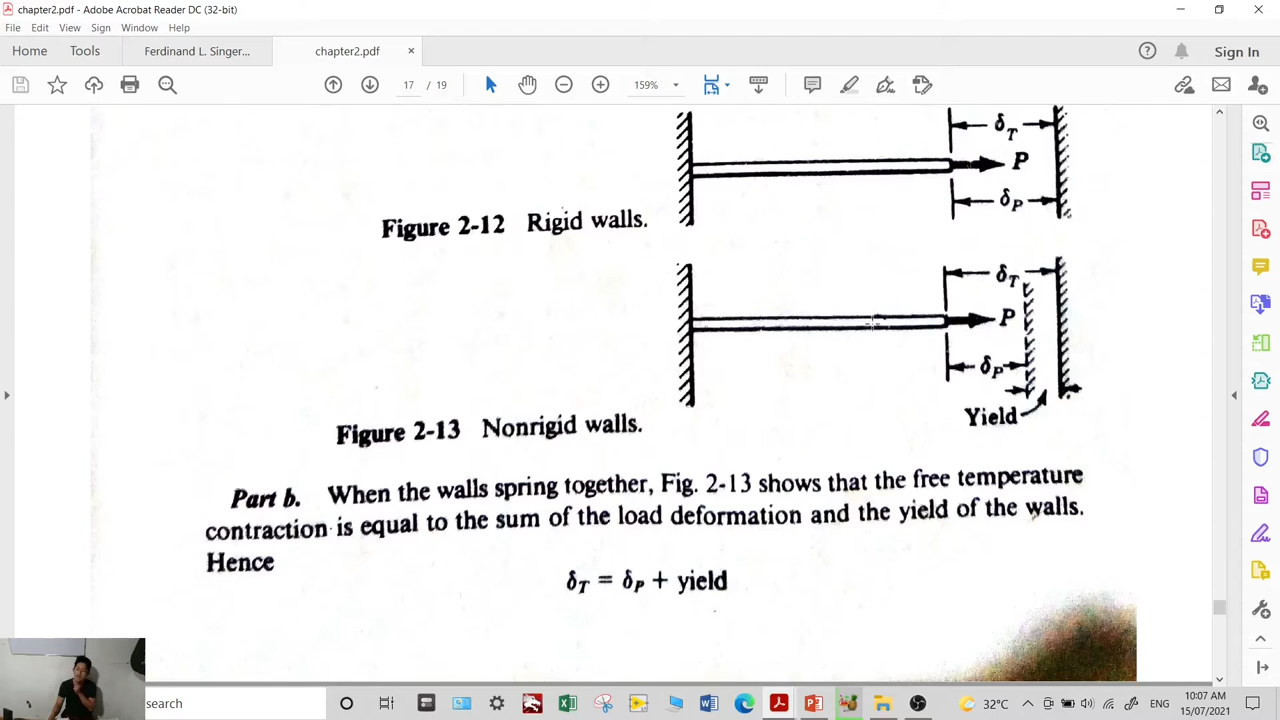 chapter2.pdf - Adobe Acrobat Reader DC (32-bit)
File Edit View Sign Window Help
Home Tools Ferdinand L. Singer... chapter2.pdf × Sign In
17 / 19 159%
δT
P
δP
Figure 2-12 Rigid walls.
δT
P
δP
Yield
Figure 2-13 Nonrigid walls.
Part b. When the walls spring together, Fig. 2-13 shows that the free temperature
contraction is equal to the sum of the load deformation and the yield of the walls.
Hence
δT = δP + yield
search
32°C ENG
10:07 AM
15/07/2021